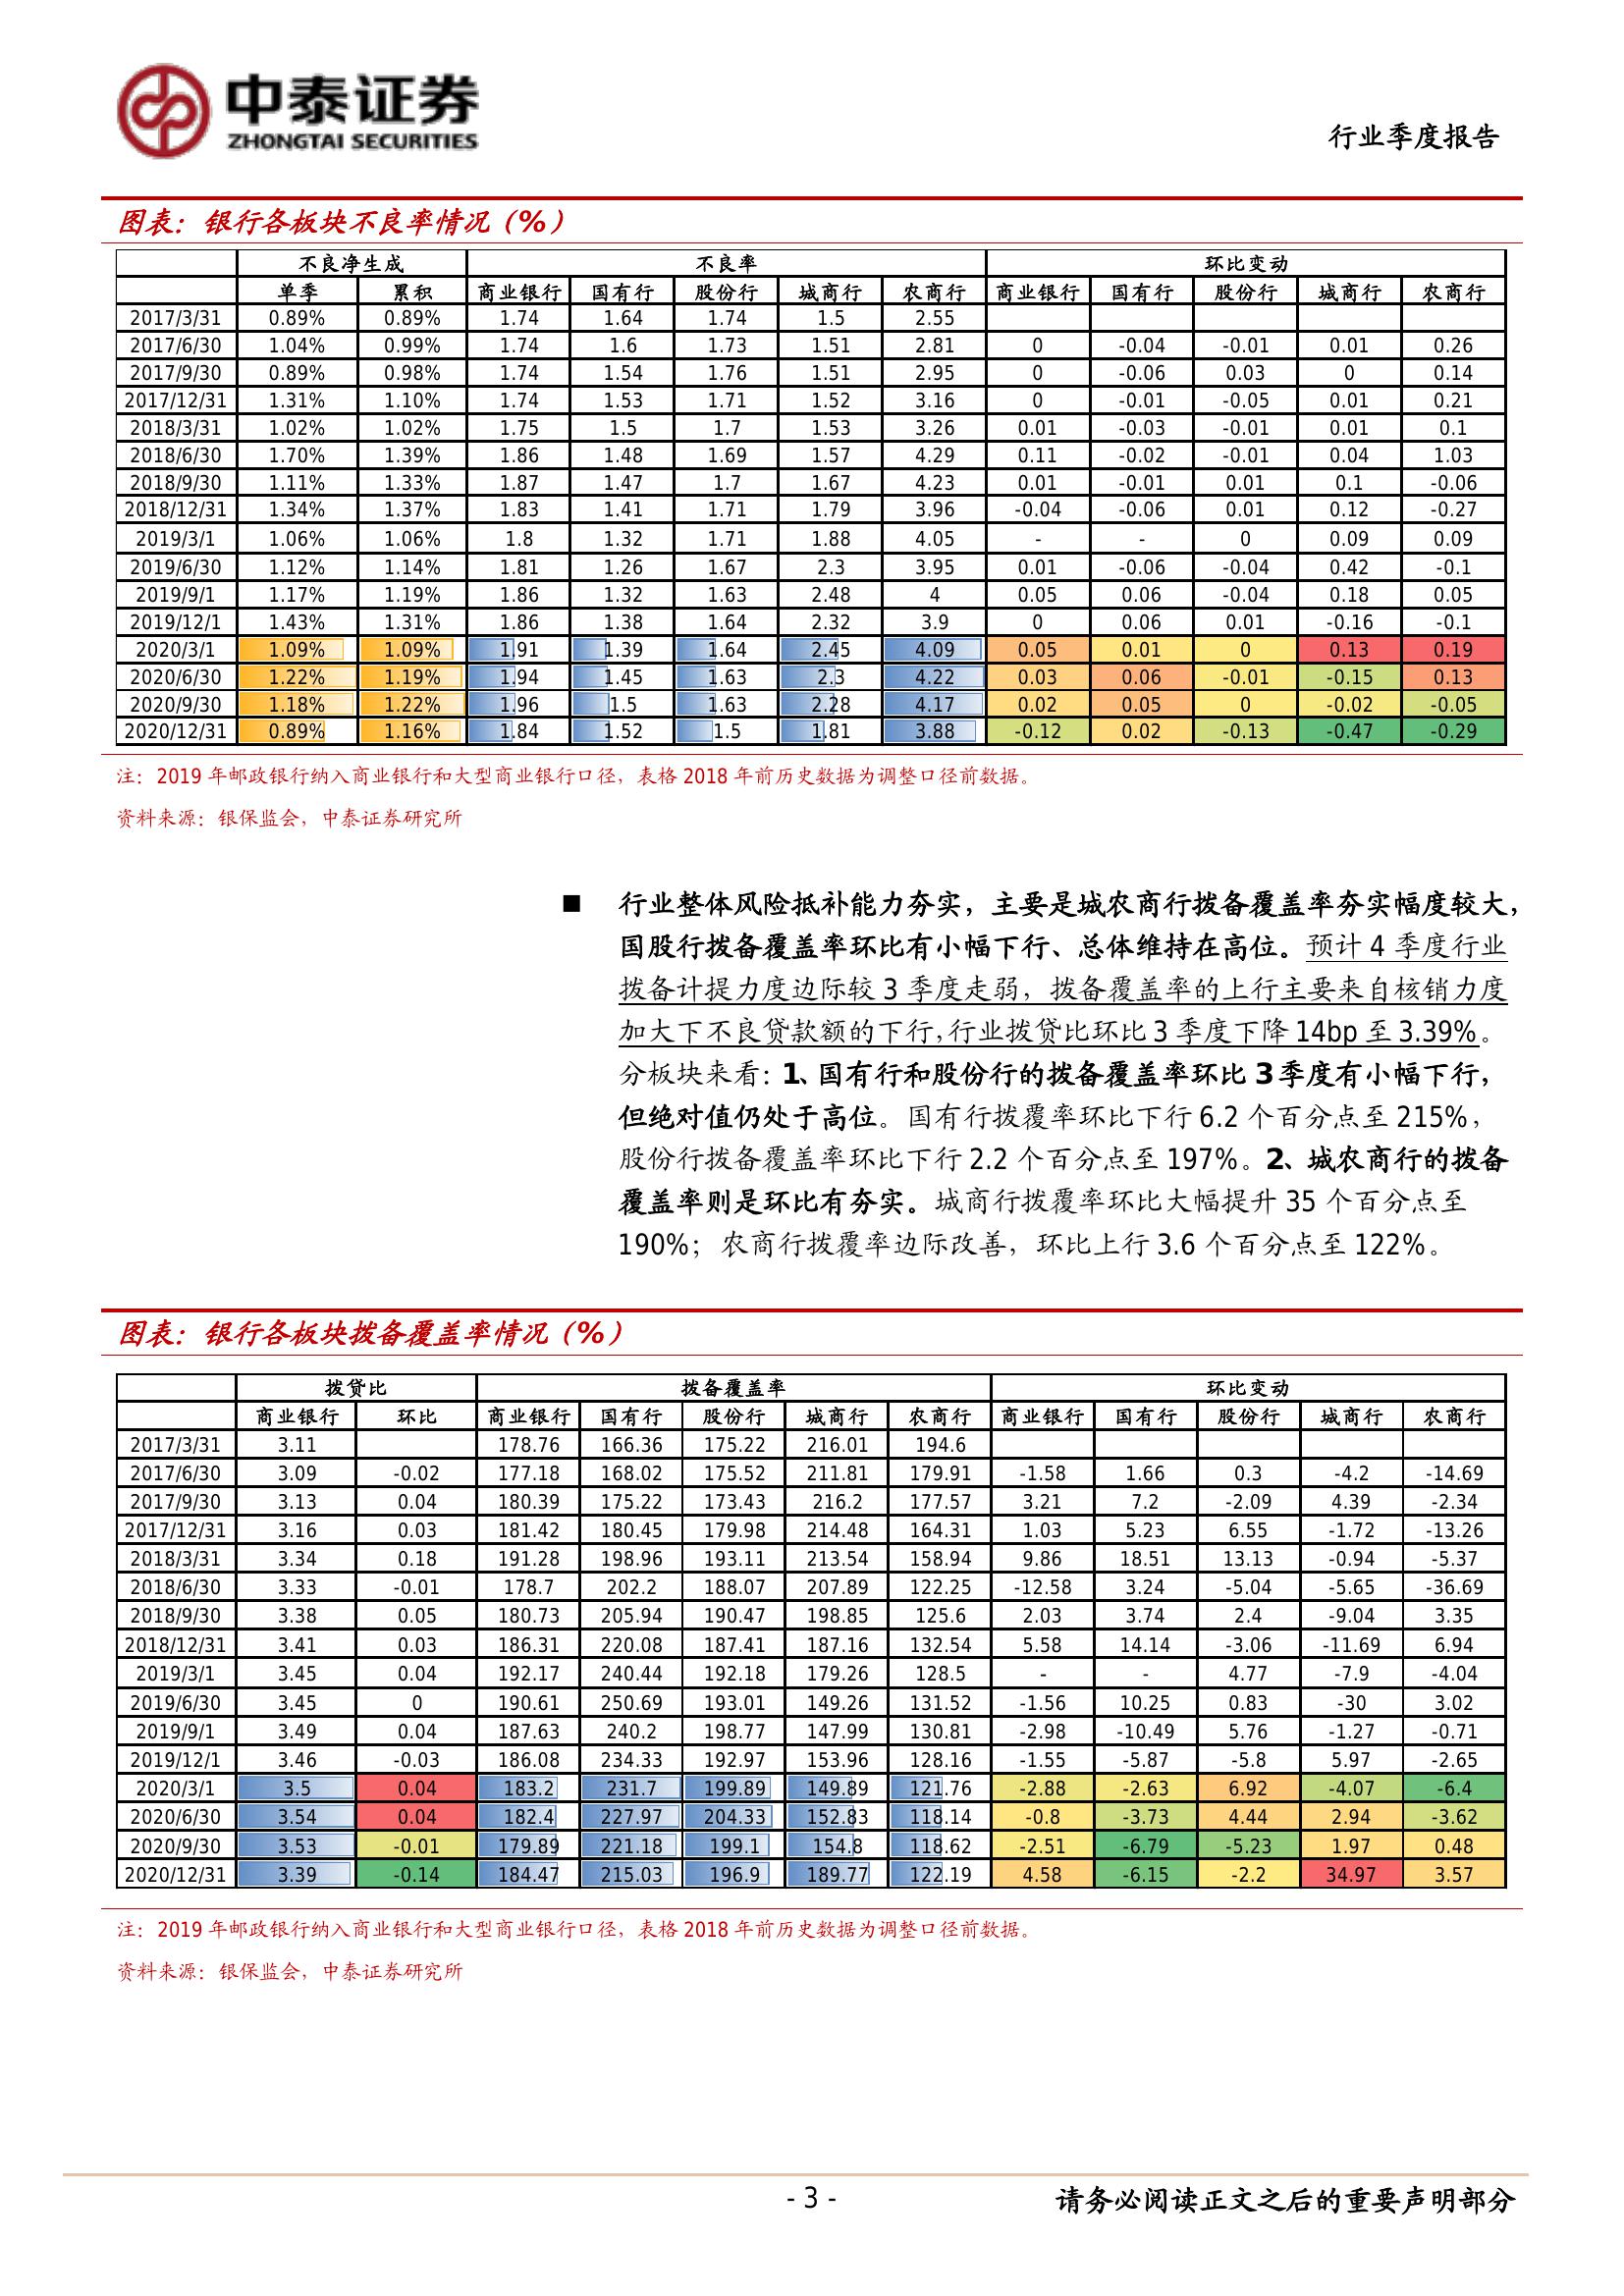 中泰证券
ZHONGTAI SECURITIES
行业季度报告
图表：银行各板块不良率情况（%）
不良净生成 不良率 环比变动
单季 累积 商业银行 国有行 股份行 城商行 农商行 商业银行 国有行 股份行 城商行 农商行
2017/3/31 0.89% 0.89% 1.74 1.64 1.74 1.5 2.55
2017/6/30 1.04% 0.99% 1.74 1.6 1.73 1.51 2.81 0 -0.04 -0.01 0.01 0.26
2017/9/30 0.89% 0.98% 1.74 1.54 1.76 1.51 2.95 0 -0.06 0.03 0 0.14
2017/12/31 1.31% 1.10% 1.74 1.53 1.71 1.52 3.16 0 -0.01 -0.05 0.01 0.21
2018/3/31 1.02% 1.02% 1.75 1.5 1.7 1.53 3.26 0.01 -0.03 -0.01 0.01 0.1
2018/6/30 1.70% 1.39% 1.86 1.48 1.69 1.57 4.29 0.11 -0.02 -0.01 0.04 1.03
2018/9/30 1.11% 1.33% 1.87 1.47 1.7 1.67 4.23 0.01 -0.01 0.01 0.1 -0.06
2018/12/31 1.34% 1.37% 1.83 1.41 1.71 1.79 3.96 -0.04 -0.06 0.01 0.12 -0.27
2019/3/1 1.06% 1.06% 1.8 1.32 1.71 1.88 4.05 - - 0 0.09 0.09
2019/6/30 1.12% 1.14% 1.81 1.26 1.67 2.3 3.95 0.01 -0.06 -0.04 0.42 -0.1
2019/9/1 1.17% 1.19% 1.86 1.32 1.63 2.48 4 0.05 0.06 -0.04 0.18 0.05
2019/12/1 1.43% 1.31% 1.86 1.38 1.64 2.32 3.9 0 0.06 0.01 -0.16 -0.1
2020/3/1 1.09% 1.09% 1.91 1.39 1.64 2.45 4.09 0.05 0.01 0 0.13 0.19
2020/6/30 1.22% 1.19% 1.94 1.45 1.63 2.3 4.22 0.03 0.06 -0.01 -0.15 0.13
2020/9/30 1.18% 1.22% 1.96 1.5 1.63 2.28 4.17 0.02 0.05 0 -0.02 -0.05
2020/12/31 0.89% 1.16% 1.84 1.52 1.5 1.81 3.88 -0.12 0.02 -0.13 -0.47 -0.29
注：2019 年邮政银行纳入商业银行和大型商业银行口径，表格 2018 年前历史数据为调整口径前数据。
资料来源：银保监会，中泰证券研究所
■ 行业整体风险抵补能力夯实，主要是城农商行拨备覆盖率夯实幅度较大，
国股行拨备覆盖率环比有小幅下行、总体维持在高位。预计 4 季度行业
拨备计提力度边际较 3 季度走弱，拨备覆盖率的上行主要来自核销力度
加大下不良贷款额的下行，行业拨贷比环比 3 季度下降 14bp 至 3.39%。
分板块来看：1、国有行和股份行的拨备覆盖率环比 3 季度有小幅下行，
但绝对值仍处于高位。国有行拨覆率环比下行 6.2 个百分点至 215%，
股份行拨备覆盖率环比下行 2.2 个百分点至 197%。2、城农商行的拨备
覆盖率则是环比有夯实。城商行拨覆率环比大幅提升 35 个百分点至
190%；农商行拨覆率边际改善，环比上行 3.6 个百分点至 122%。
图表：银行各板块拨备覆盖率情况（%）
拨贷比 拨备覆盖率 环比变动
商业银行 环比 商业银行 国有行 股份行 城商行 农商行 商业银行 国有行 股份行 城商行 农商行
2017/3/31 3.11 178.76 166.36 175.22 216.01 194.6
2017/6/30 3.09 -0.02 177.18 168.02 175.52 211.81 179.91 -1.58 1.66 0.3 -4.2 -14.69
2017/9/30 3.13 0.04 180.39 175.22 173.43 216.2 177.57 3.21 7.2 -2.09 4.39 -2.34
2017/12/31 3.16 0.03 181.42 180.45 179.98 214.48 164.31 1.03 5.23 6.55 -1.72 -13.26
2018/3/31 3.34 0.18 191.28 198.96 193.11 213.54 158.94 9.86 18.51 13.13 -0.94 -5.37
2018/6/30 3.33 -0.01 178.7 202.2 188.07 207.89 122.25 -12.58 3.24 -5.04 -5.65 -36.69
2018/9/30 3.38 0.05 180.73 205.94 190.47 198.85 125.6 2.03 3.74 2.4 -9.04 3.35
2018/12/31 3.41 0.03 186.31 220.08 187.41 187.16 132.54 5.58 14.14 -3.06 -11.69 6.94
2019/3/1 3.45 0.04 192.17 240.44 192.18 179.26 128.5 - - 4.77 -7.9 -4.04
2019/6/30 3.45 0 190.61 250.69 193.01 149.26 131.52 -1.56 10.25 0.83 -30 3.02
2019/9/1 3.49 0.04 187.63 240.2 198.77 147.99 130.81 -2.98 -10.49 5.76 -1.27 -0.71
2019/12/1 3.46 -0.03 186.08 234.33 192.97 153.96 128.16 -1.55 -5.87 -5.8 5.97 -2.65
2020/3/1 3.5 0.04 183.2 231.7 199.89 149.89 121.76 -2.88 -2.63 6.92 -4.07 -6.4
2020/6/30 3.54 0.04 182.4 227.97 204.33 152.83 118.14 -0.8 -3.73 4.44 2.94 -3.62
2020/9/30 3.53 -0.01 179.89 221.18 199.1 154.8 118.62 -2.51 -6.79 -5.23 1.97 0.48
2020/12/31 3.39 -0.14 184.47 215.03 196.9 189.77 122.19 4.58 -6.15 -2.2 34.97 3.57
注：2019 年邮政银行纳入商业银行和大型商业银行口径，表格 2018 年前历史数据为调整口径前数据。
资料来源：银保监会，中泰证券研究所
- 3 -
请务必阅读正文之后的重要声明部分